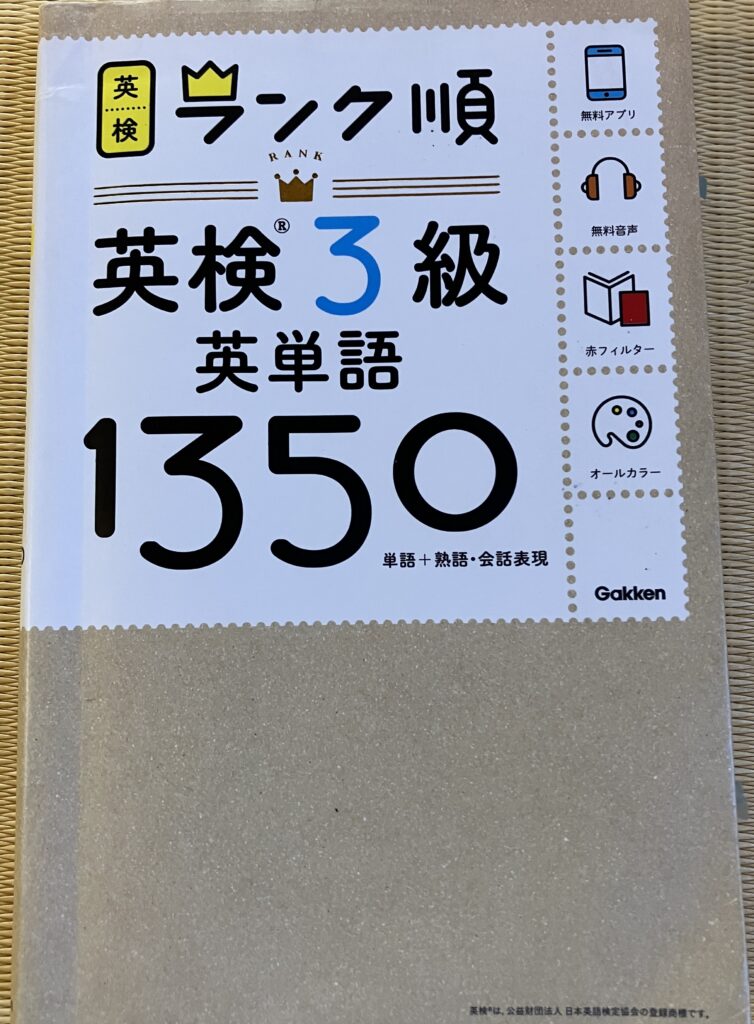 英検
ランク順
RANK
英検®3級
英単語
1350
単語＋熟語・会話表現
無料アプリ
無料音声
赤フィルター
オールカラー
Gakken
英検®は、公益財団法人 日本英語検定協会の登録商標です。